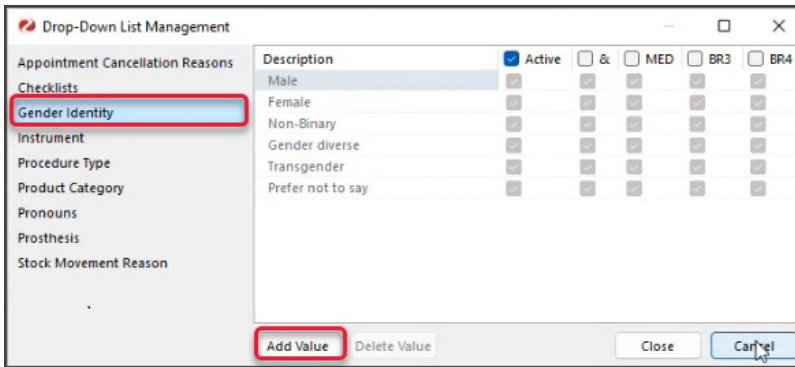 Drop-Down List Management
Appointment Cancellation Reasons
Checklists
Gender Identity
Instrument
Procedure Type
Product Category
Pronouns
Prosthesis
Stock Movement Reason
Description Active & MED BR3 BR4
Male
Female
Non-Binary
Gender diverse
Transgender
Prefer not to say
Add Value Delete Value Close Cancel